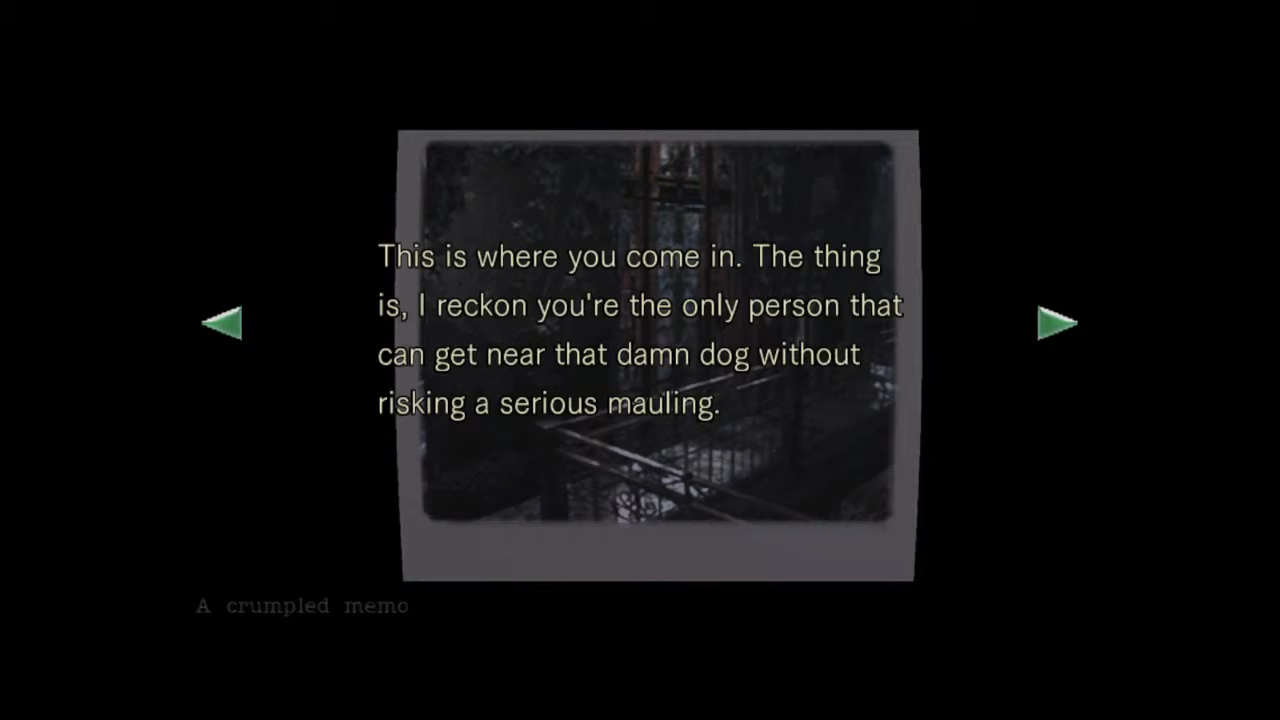 This is where you come in. The thing
is, I reckon you're the only person that
can get near that damn dog without
risking a serious mauling.
A crumpled memo